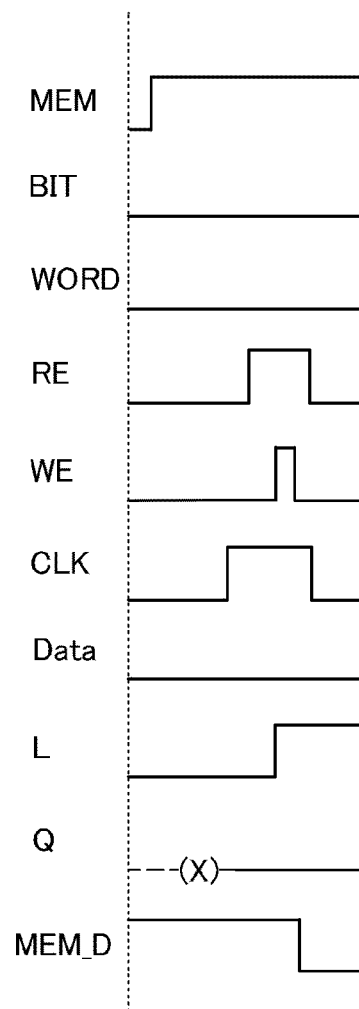 MEM
BIT
WORD
RE
WE
CLK
Data
L
Q
(X)
MEM_D